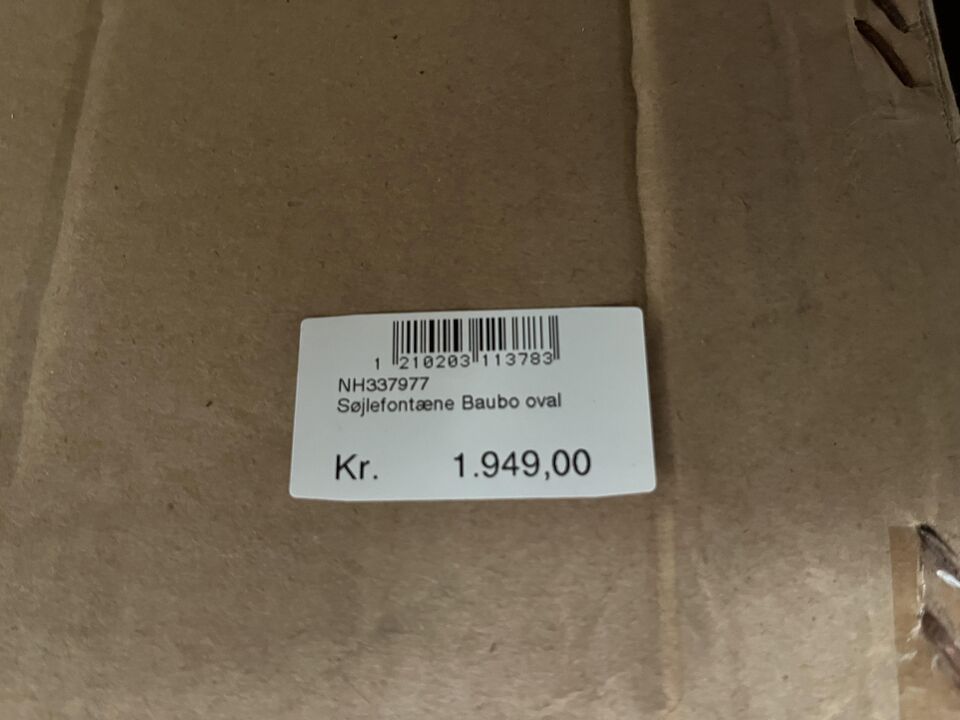 1 210203 113783
NH337977
Søjlefontæne Baubo oval
Kr. 1.949,00